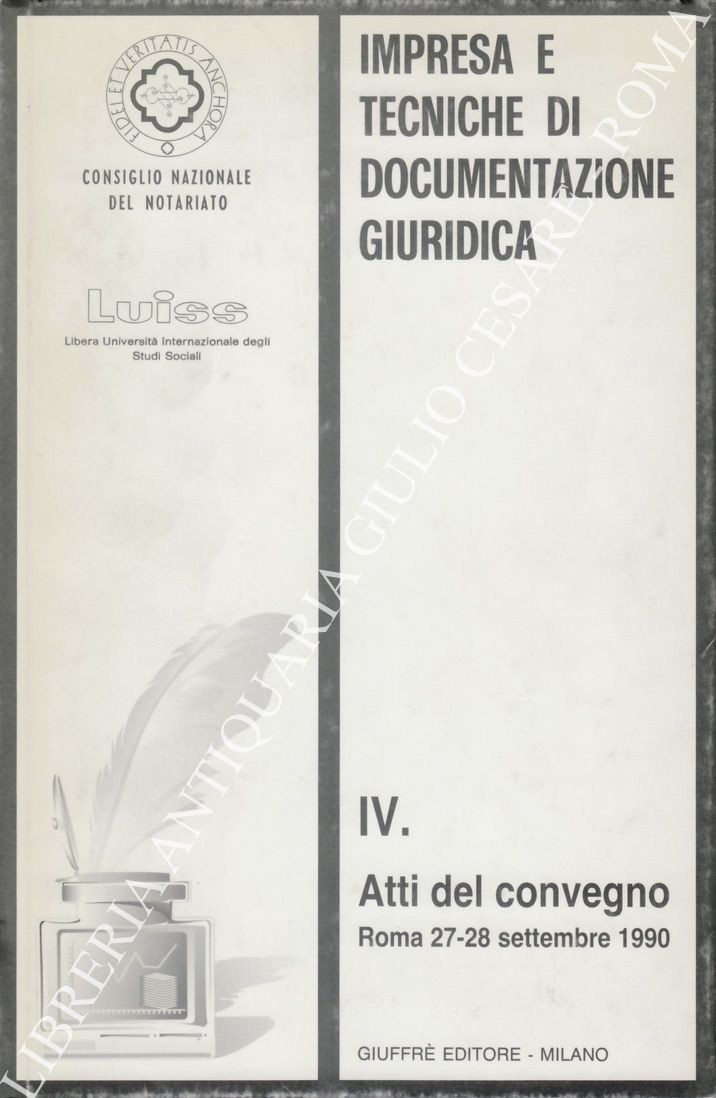 FIDEI ET VERITATIS ANCHORA
CONSIGLIO NAZIONALE
DEL NOTARIATO
Luiss
Libera Università Internazionale degli
Studi Sociali
IMPRESA E
TECNICHE DI
DOCUMENTAZIONE
GIURIDICA
IV.
Atti del convegno
Roma 27-28 settembre 1990
GIUFFRÈ EDITORE - MILANO
LIBRERIA ANTIQUARIA GIULIO CESARE - ROMA